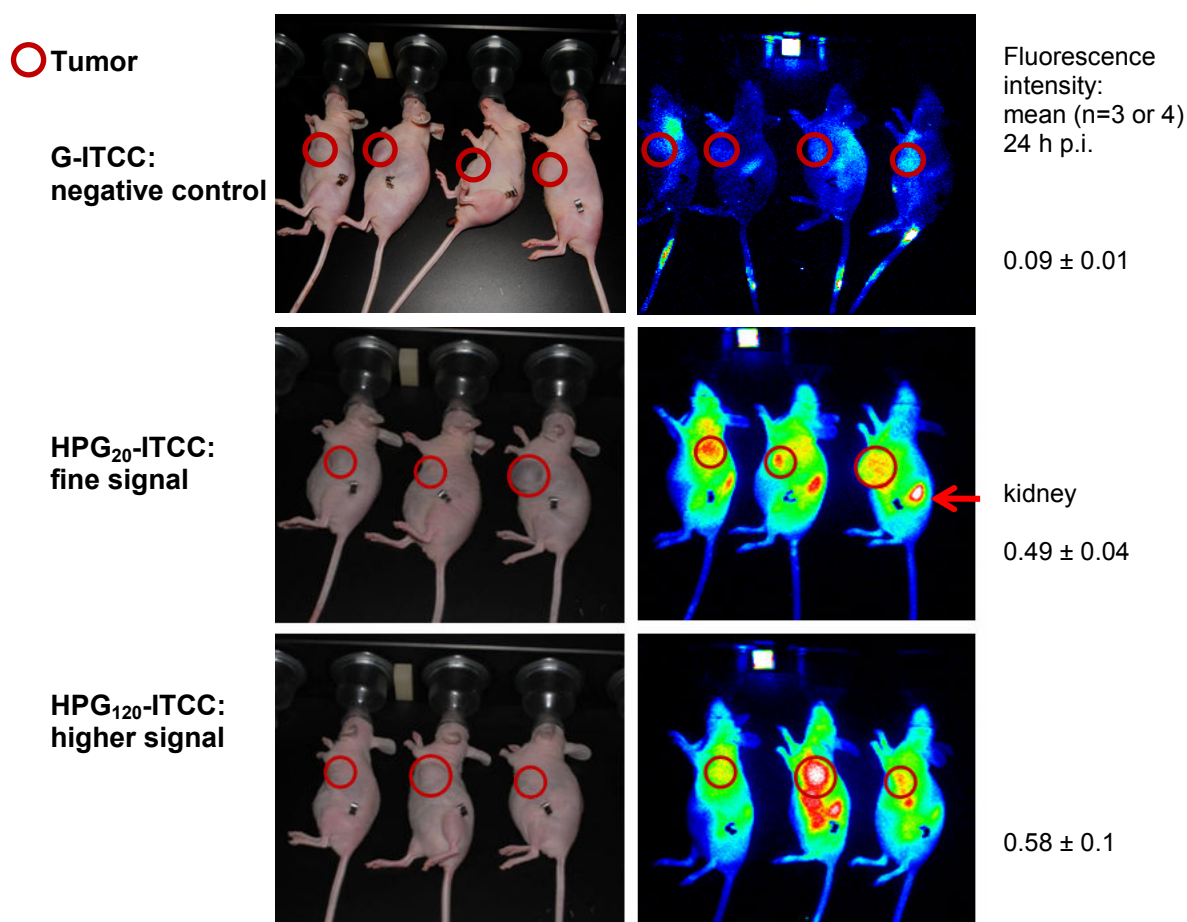 Tumor
Fluorescence
intensity:
mean (n=3 or 4)
24 h p.i.
G-ITCC:
negative control
0.09 ± 0.01
HPG₂₀-ITCC:
fine signal
kidney
0.49 ± 0.04
HPG₁₂₀-ITCC:
higher signal
0.58 ± 0.1